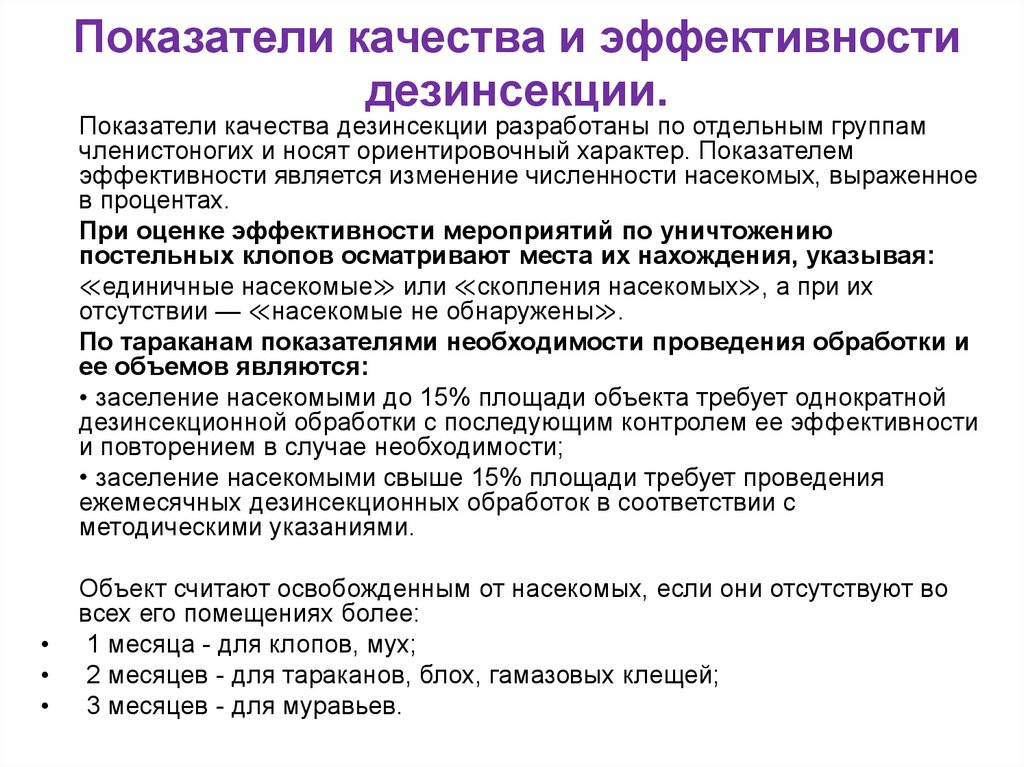 Показатели качества и эффективности
дезинсекции.
Показатели качества дезинсекции разработаны по отдельным группам
членистоногих и носят ориентировочный характер. Показателем
эффективности является изменение численности насекомых, выраженное
в процентах.
При оценке эффективности мероприятий по уничтожению
постельных клопов осматривают места их нахождения, указывая:
≪единичные насекомые≫ или ≪скопления насекомых≫, а при их
отсутствии — ≪насекомые не обнаружены≫.
По тараканам показателями необходимости проведения обработки и
ее объемов являются:
• заселение насекомыми до 15% площади объекта требует однократной
дезинсекционной обработки с последующим контролем ее эффективности
и повторением в случае необходимости;
• заселение насекомыми свыше 15% площади требует проведения
ежемесячных дезинсекционных обработок в соответствии с
методическими указаниями.
Объект считают освобожденным от насекомых, если они отсутствуют во
всех его помещениях более:
• 1 месяца - для клопов, мух;
• 2 месяцев - для тараканов, блох, гамазовых клещей;
• 3 месяцев - для муравьев.